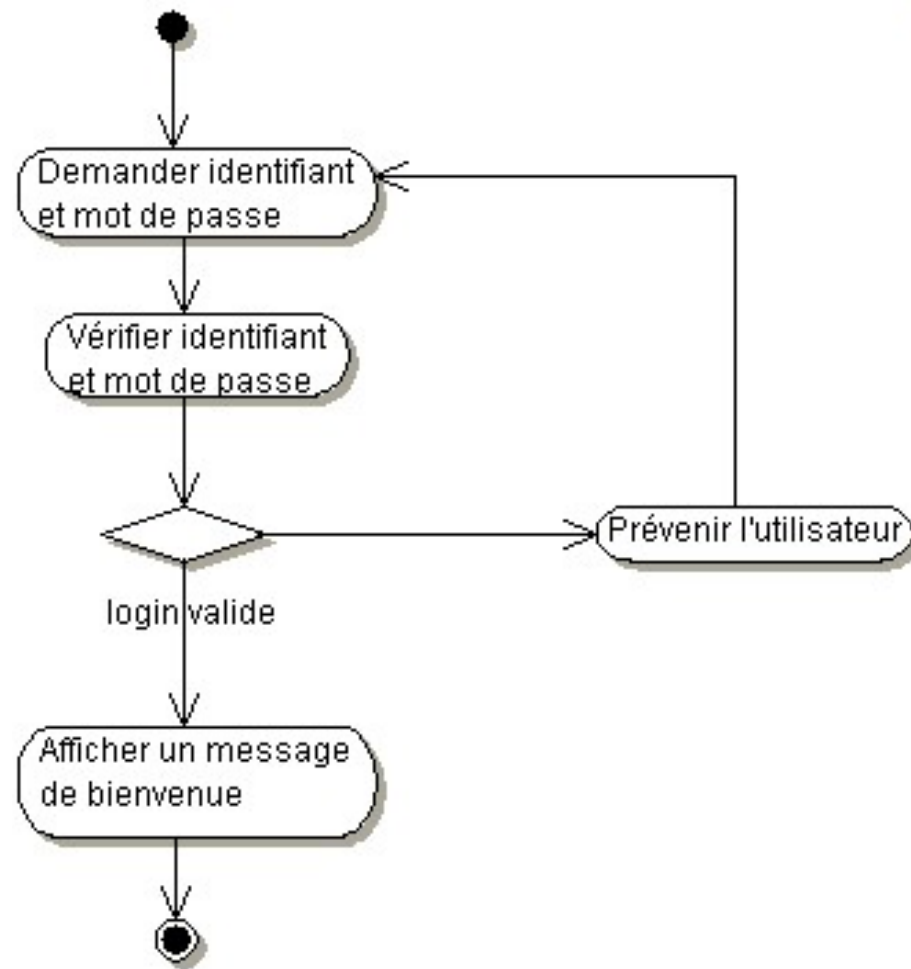 Demander identifiant
et mot de passe
Vérifier identifiant
et mot de passe
Prévenir l'utilisateur
login valide
Afficher un message
de bienvenue